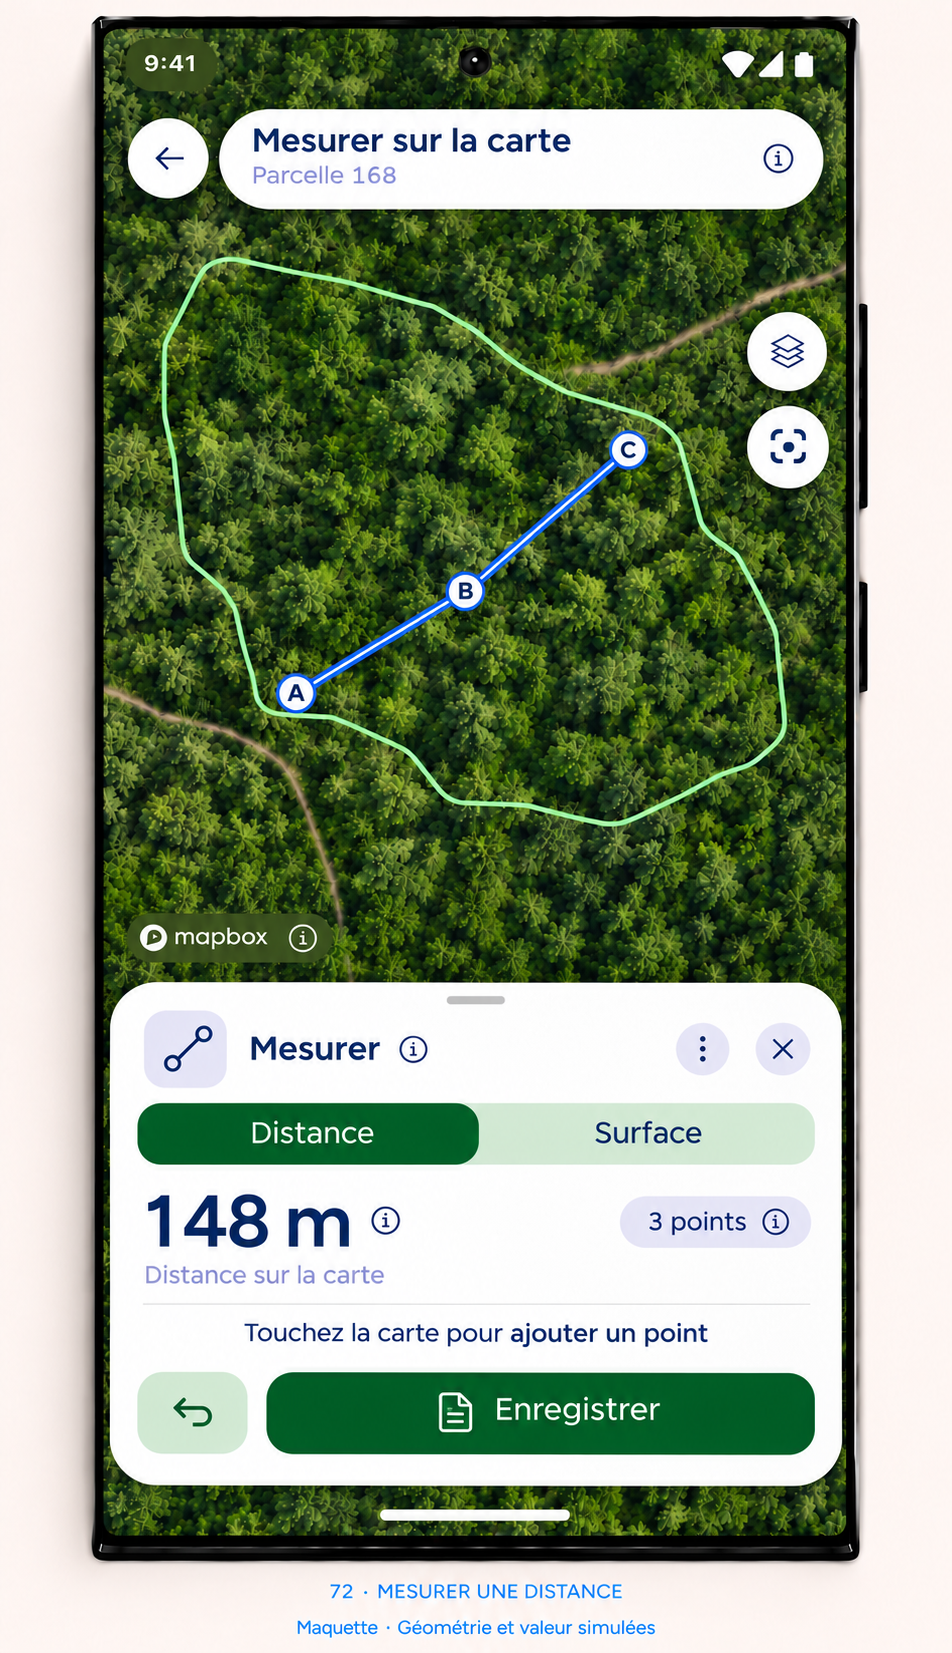 9:41
Mesurer sur la carte
Parcelle 168
C
B
A
mapbox
Mesurer
Distance
Surface
148 m
3 points
Distance sur la carte
Touchez la carte pour ajouter un point
Enregistrer
72 · MESURER UNE DISTANCE
Maquette · Géométrie et valeur simulées